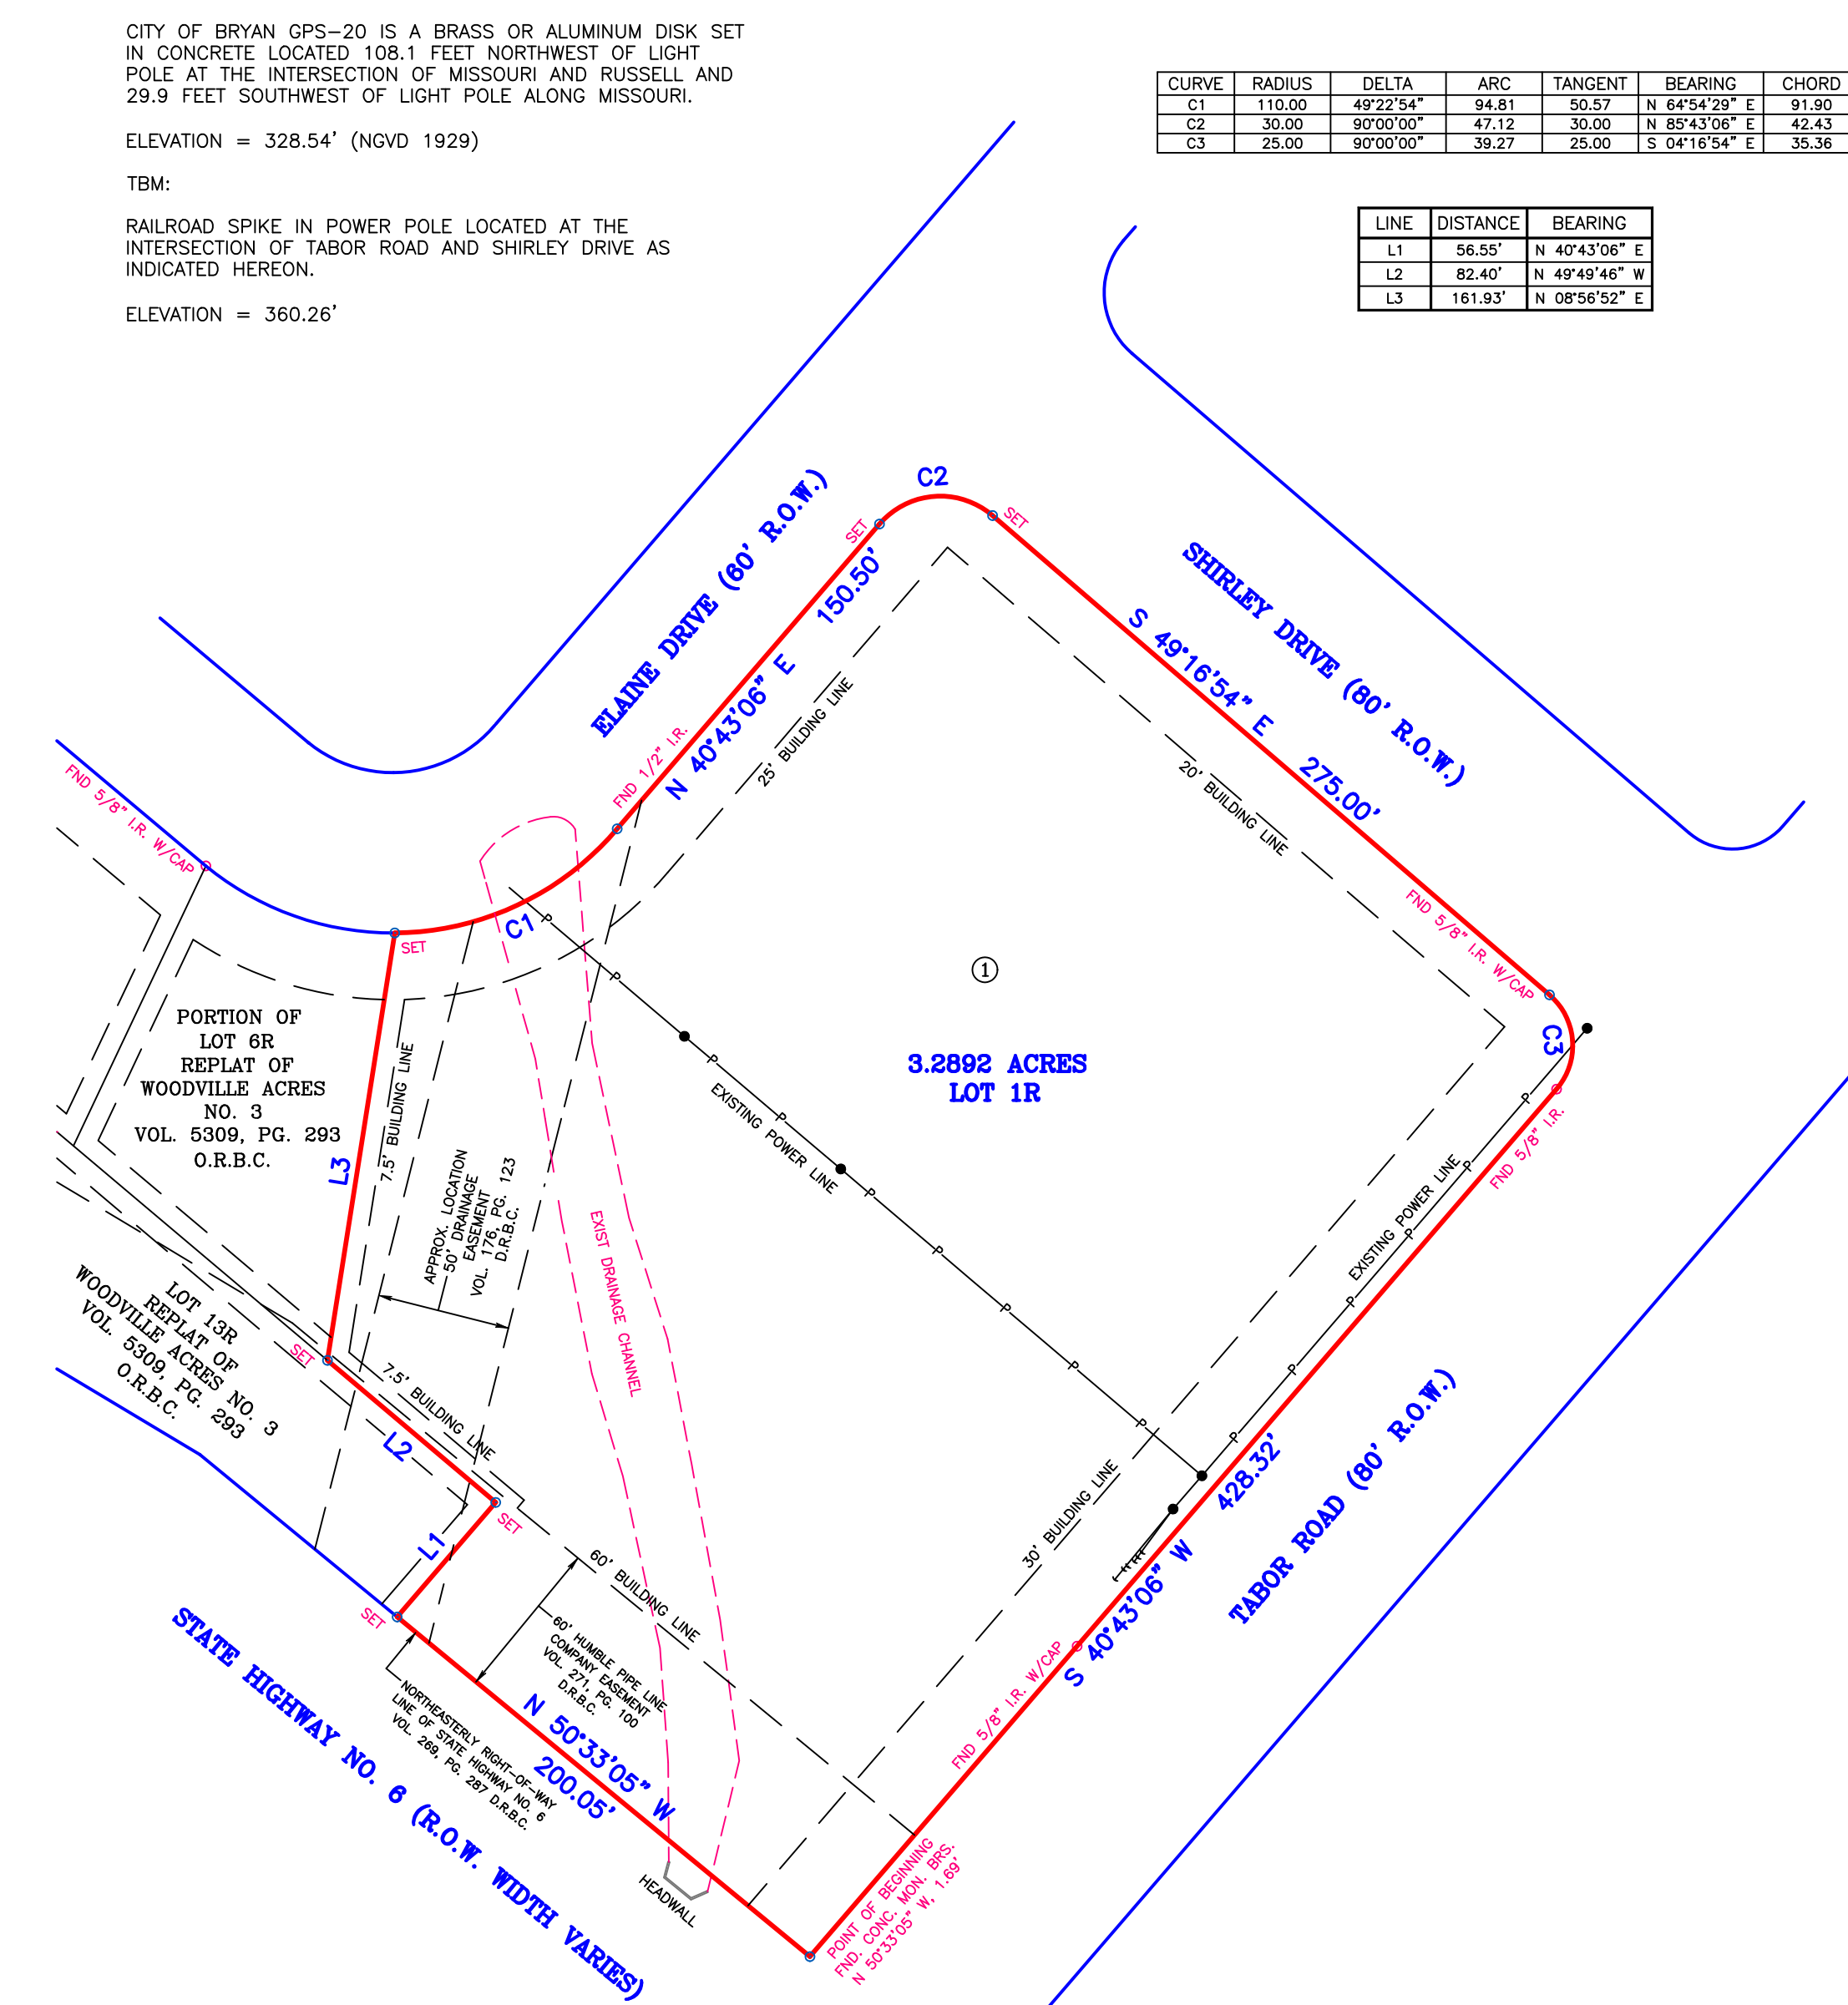 CITY OF BRYAN GPS-20 IS A BRASS OR ALUMINUM DISK SET
IN CONCRETE LOCATED 108.1 FEET NORTHWEST OF LIGHT
POLE AT THE INTERSECTION OF MISSOURI AND RUSSELL AND
29.9 FEET SOUTHWEST OF LIGHT POLE ALONG MISSOURI.
ELEVATION = 328.54' (NGVD 1929)
TBM:
RAILROAD SPIKE IN POWER POLE LOCATED AT THE
INTERSECTION OF TABOR ROAD AND SHIRLEY DRIVE AS
INDICATED HEREON.
ELEVATION = 360.26'
CURVE RADIUS DELTA ARC TANGENT BEARING CHORD
C1 110.00 49°22'54" 94.81 50.57 N 64°54'29" E 91.90
C2 30.00 90°00'00" 47.12 30.00 N 85°43'06" E 42.43
C3 25.00 90°00'00" 39.27 25.00 S 04°16'54" E 35.36
LINE DISTANCE BEARING
L1 56.55' N 40°43'06" E
L2 82.40' N 49°49'46" W
L3 161.93' N 08°56'52" E
C2
SET
SET
ELAINE DRIVE (60' R.O.W.)
N 40°43'06" E 150.50'
FND 1/2" I.R.
25' BUILDING LINE
SHIRLEY DRIVE (80' R.O.W.)
S 49°16'54" E 275.00'
20' BUILDING LINE
FND 5/8" I.R. W/CAP
FND 5/8" I.R. W/CAP
C1
SET
C3
FND 5/8" I.R.
1
3.2892 ACRES
LOT 1R
PORTION OF
LOT 6R
REPLAT OF
WOODVILLE ACRES
NO. 3
VOL. 5309, PG. 293
O.R.B.C.
L3
7.5' BUILDING LINE
APPROX. LOCATION
50' DRAINAGE
EASEMENT
VOL. 176, PG. 123
D.R.B.C.
EXIST DRAINAGE CHANNEL
P
P
P
EXISTING POWER LINE
P
P
P
P
P
P
EXISTING POWER LINE
P
P
P
P
P
P
LOT 13R
REPLAT OF
WOODVILLE ACRES NO. 3
VOL. 5309, PG. 293
O.R.B.C.
SET
7.5' BUILDING LINE
L2
SET
L1
SET
60' BUILDING LINE
60' HUMBLE PIPE LINE
COMPANY EASEMENT
VOL. 271, PG. 100
D.R.B.C.
30' BUILDING LINE
S 40°43'06" W 428.32'
TABOR ROAD (80' R.O.W.)
FND 5/8" I.R. W/CAP
STATE HIGHWAY NO. 6 (R.O.W. WIDTH VARIES)
NORTHEASTERLY RIGHT-OF-WAY
LINE OF STATE HIGHWAY NO. 6
VOL. 269, PG. 287 D.R.B.C.
N 50°33'05" W
200.05'
HEADWALL
POINT OF BEGINNING
FND. CONC. MON. BRS.
N 50°33'05" W, 1.69'